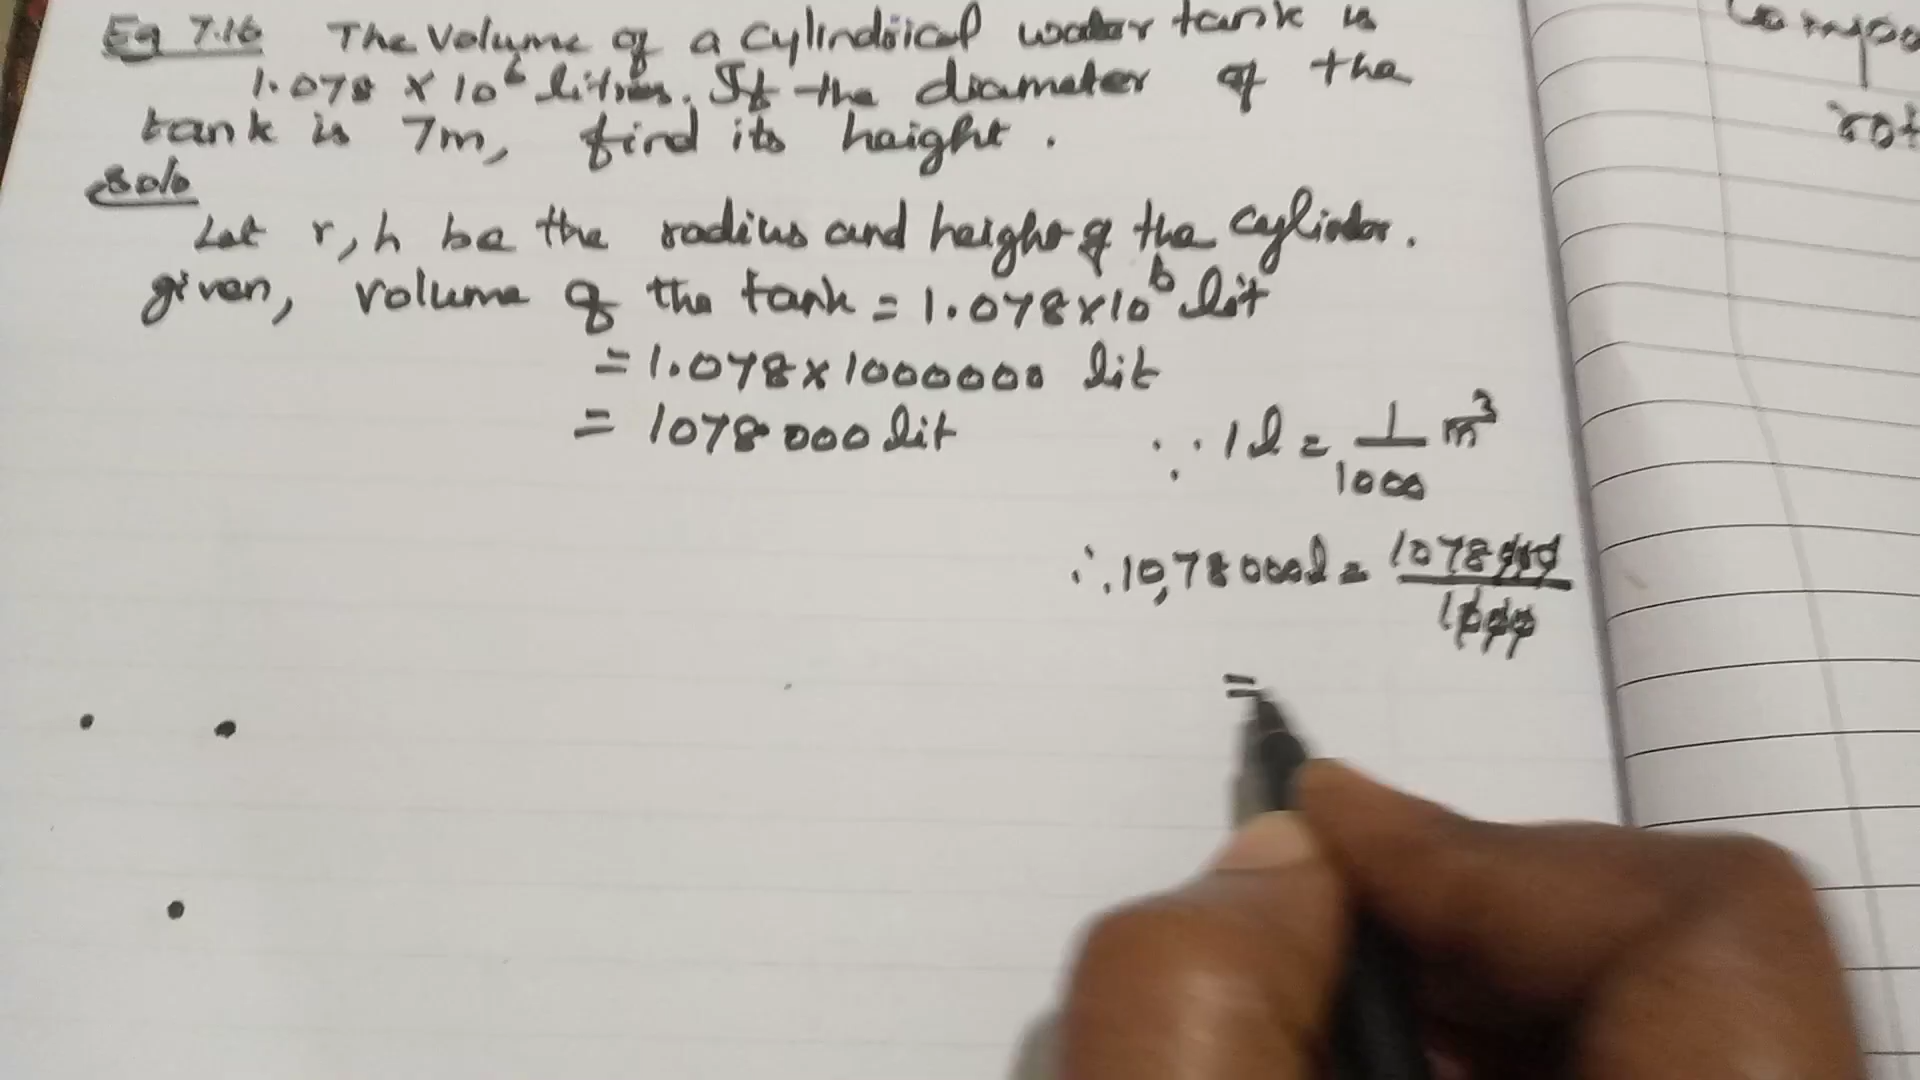 Eg 7.16 The Volume of a cylindrical water tank is
1.078 × 10⁶ litres. If the diameter of the
tank is 7m, find its height.
Soln
Let r, h be the radius and height of the cylinder.
given, volume of the tank = 1.078×10⁶ lit
= 1.078×1000000 lit
= 1078000 lit
∵ 1l = 1/1000 m³
∴ 10,78000l = 1078000/1000
=